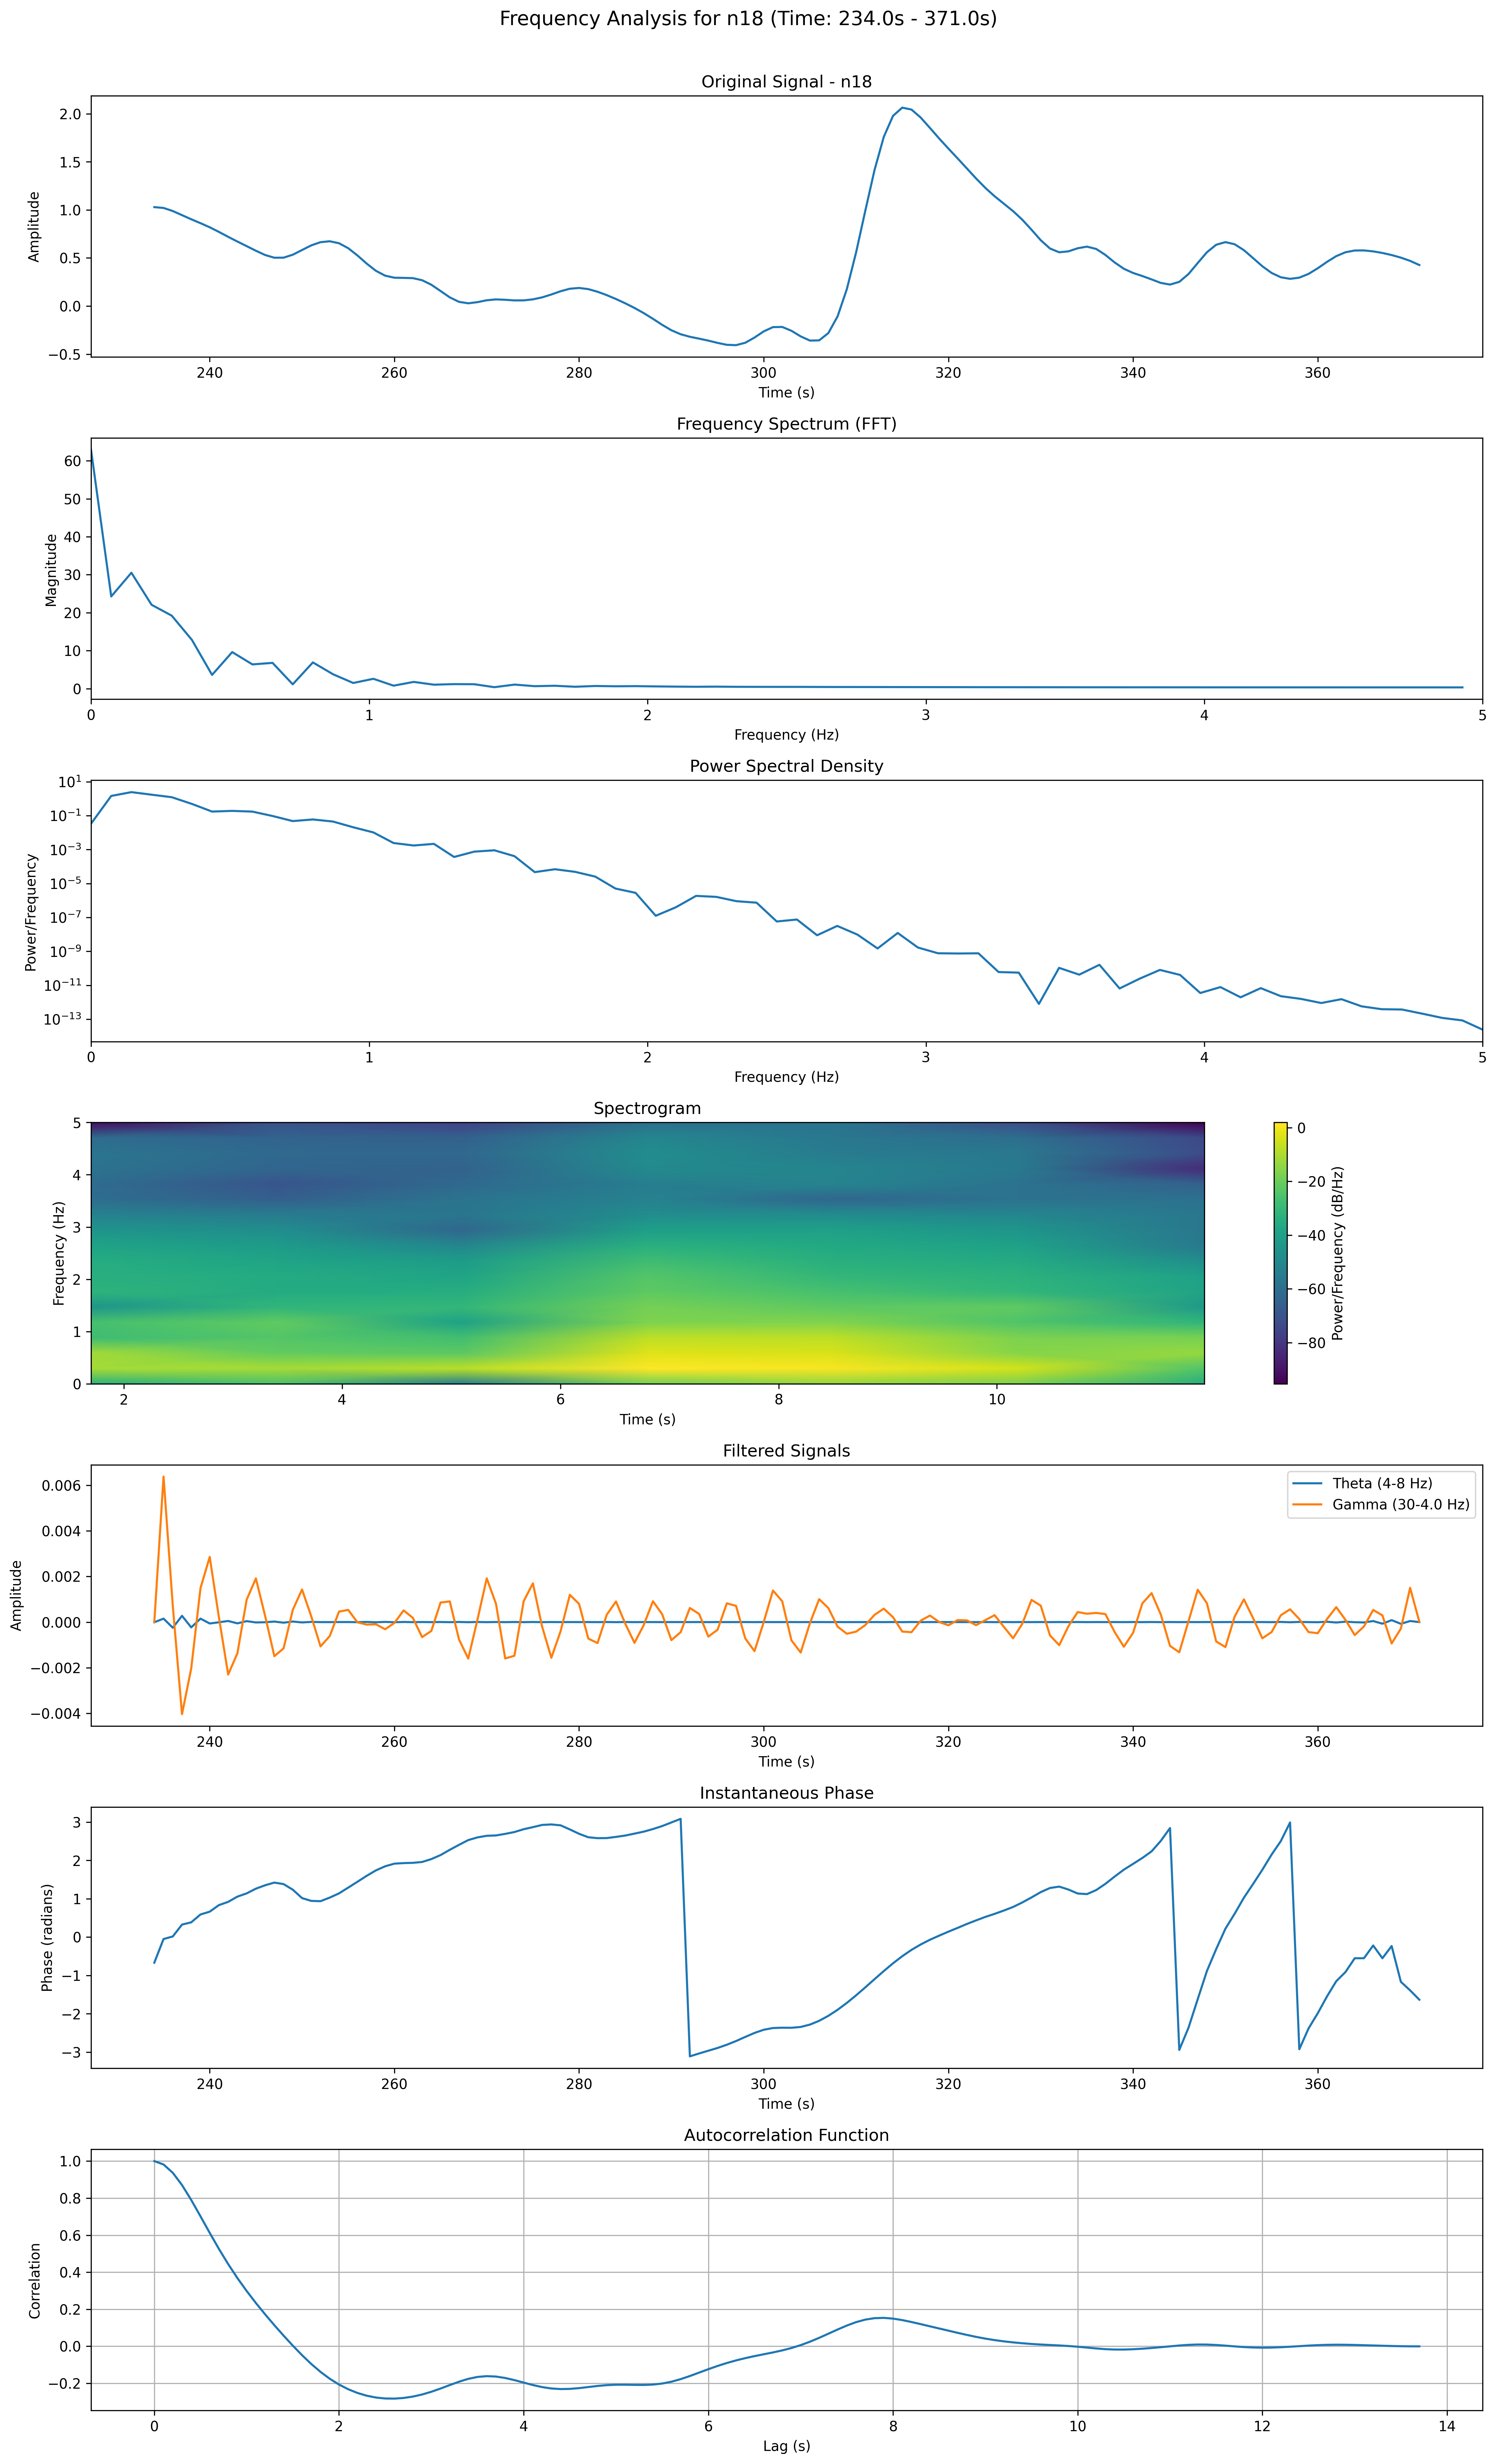 Frequency Analysis for n18 (Time: 234.0s - 371.0s)
Original Signal - n18
Amplitude
2.0
1.5
1.0
0.5
0.0
−0.5
240 260 280 300 320 340 360
Time (s)
Frequency Spectrum (FFT)
Magnitude
60
50
40
30
20
10
0
0 1 2 3 4 5
Frequency (Hz)
Power Spectral Density
Power/Frequency
10¹
10⁻¹
10⁻³
10⁻⁵
10⁻⁷
10⁻⁹
10⁻¹¹
10⁻¹³
0 1 2 3 4 5
Frequency (Hz)
Spectrogram
Frequency (Hz)
5
4
3
2
1
0
2 4 6 8 10
Time (s)
0
−20
−40
−60
−80
Power/Frequency (dB/Hz)
Filtered Signals
Amplitude
0.006
0.004
0.002
0.000
−0.002
−0.004
Theta (4-8 Hz)
Gamma (30-4.0 Hz)
240 260 280 300 320 340 360
Time (s)
Instantaneous Phase
Phase (radians)
3
2
1
0
−1
−2
−3
240 260 280 300 320 340 360
Time (s)
Autocorrelation Function
Correlation
1.0
0.8
0.6
0.4
0.2
0.0
−0.2
0 2 4 6 8 10 12 14
Lag (s)